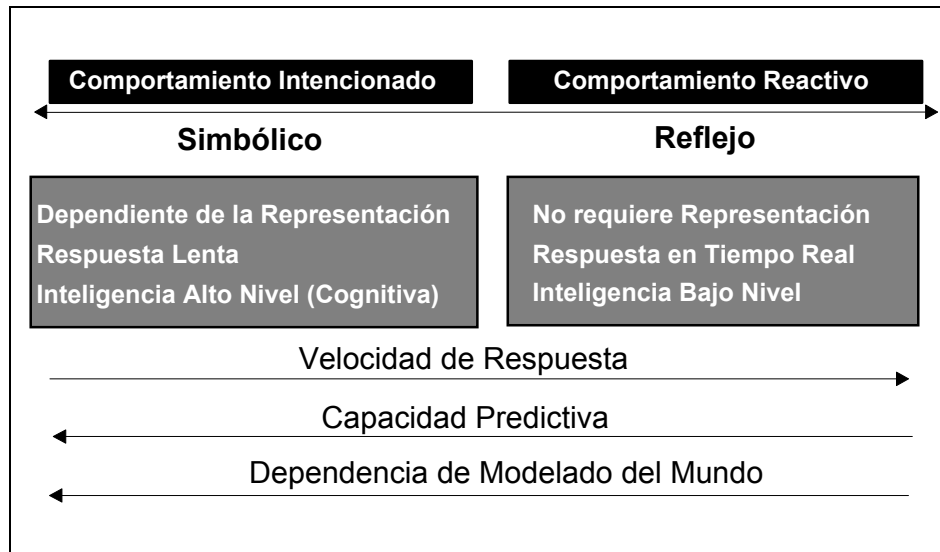 Comportamiento Intencionado
Comportamiento Reactivo
Simbólico
Reflejo
Dependiente de la Representación
Respuesta Lenta
Inteligencia Alto Nivel (Cognitiva)
No requiere Representación
Respuesta en Tiempo Real
Inteligencia Bajo Nivel
Velocidad de Respuesta
Capacidad Predictiva
Dependencia de Modelado del Mundo